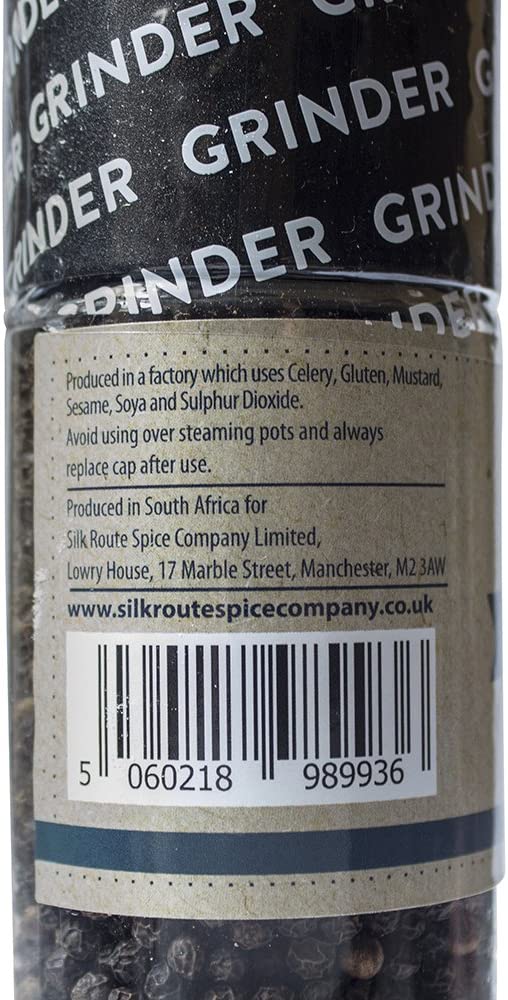 GRINDER
GRINDER GRINDER
GRINDER
GRINDER
Produced in a factory which uses Celery, Gluten, Mustard,
Sesame, Soya and Sulphur Dioxide.
Avoid using over steaming pots and always
replace cap after use.
Produced in South Africa for
Silk Route Spice Company Limited,
Lowry House, 17 Marble Street, Manchester, M2 3AW
www.silkroutespicecompany.co.uk
5 060218 989936